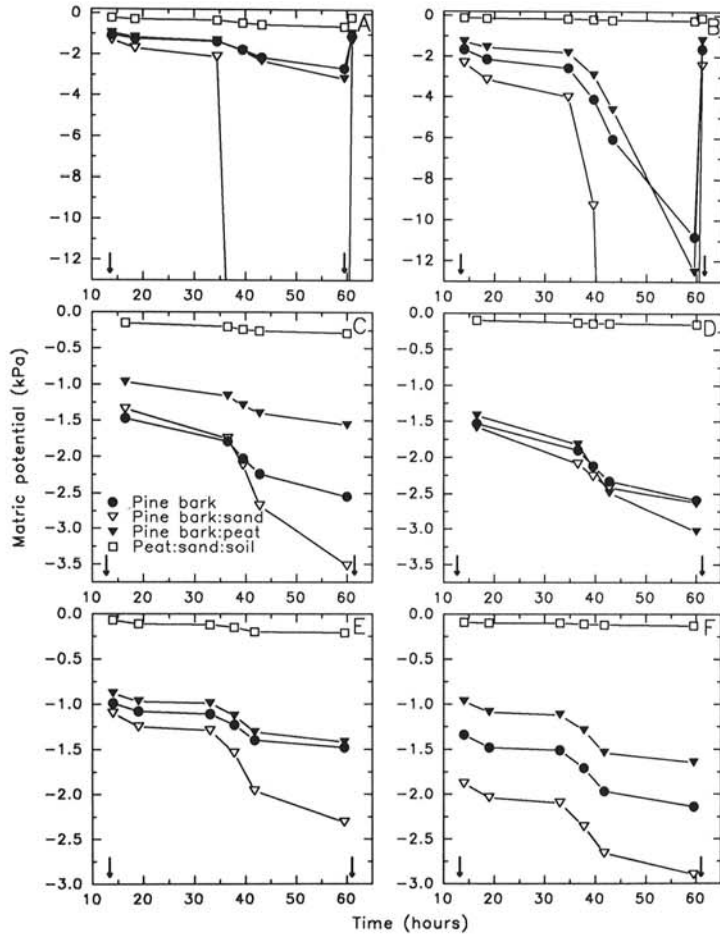 0
−2
−4
−6
−8
−10
−12
A
10 20 30 40 50 60
0
−2
−4
−6
−8
−10
−12
B
10 20 30 40 50 60
Matric potential (kPa)
0.0
−0.5
−1.0
−1.5
−2.0
−2.5
−3.0
−3.5
C
Pine bark
Pine bark:sand
Pine bark:peat
Peat:sand:soil
10 20 30 40 50 60
0.0
−0.5
−1.0
−1.5
−2.0
−2.5
−3.0
−3.5
D
10 20 30 40 50 60
0.0
−0.5
−1.0
−1.5
−2.0
−2.5
−3.0
E
10 20 30 40 50 60
0.0
−0.5
−1.0
−1.5
−2.0
−2.5
−3.0
F
10 20 30 40 50 60
Time (hours)